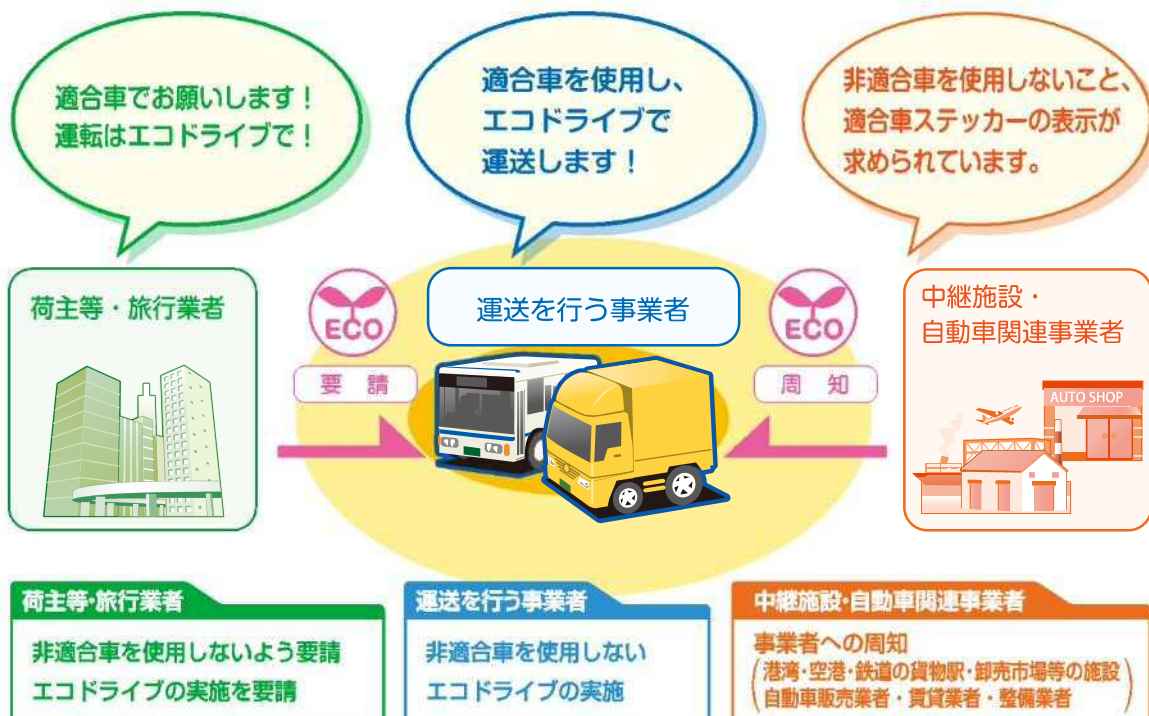 適合車でお願いします！
運転はエコドライブで！
適合車を使用し、
エコドライブで
運送します！
非適合車を使用しないこと、
適合車ステッカーの表示が
求められています。
荷主等・旅行業者
ECO
要請
運送を行う事業者
ECO
周知
中継施設・
自動車関連事業者
AUTO SHOP
荷主等・旅行業者
非適合車を使用しないよう要請
エコドライブの実施を要請
運送を行う事業者
非適合車を使用しない
エコドライブの実施
中継施設・自動車関連事業者
事業者への周知
（港湾・空港・鉄道の貨物駅・卸売市場等の施設
自動車販売業者・賃貸業者・整備業者）